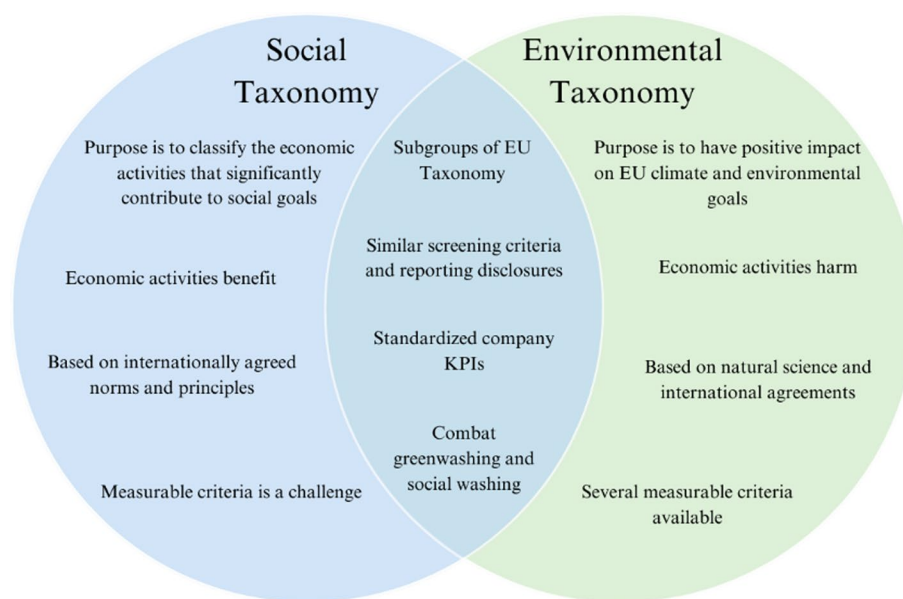 Social
Taxonomy
Purpose is to classify the economic
activities that significantly
contribute to social goals
Economic activities benefit
Based on internationally agreed
norms and principles
Measurable criteria is a challenge
Subgroups of EU
Taxonomy
Similar screening criteria
and reporting disclosures
Standardized company
KPIs
Combat
greenwashing and
social washing
Environmental
Taxonomy
Purpose is to have positive impact
on EU climate and environmental
goals
Economic activities harm
Based on natural science and
international agreements
Several measurable criteria
available